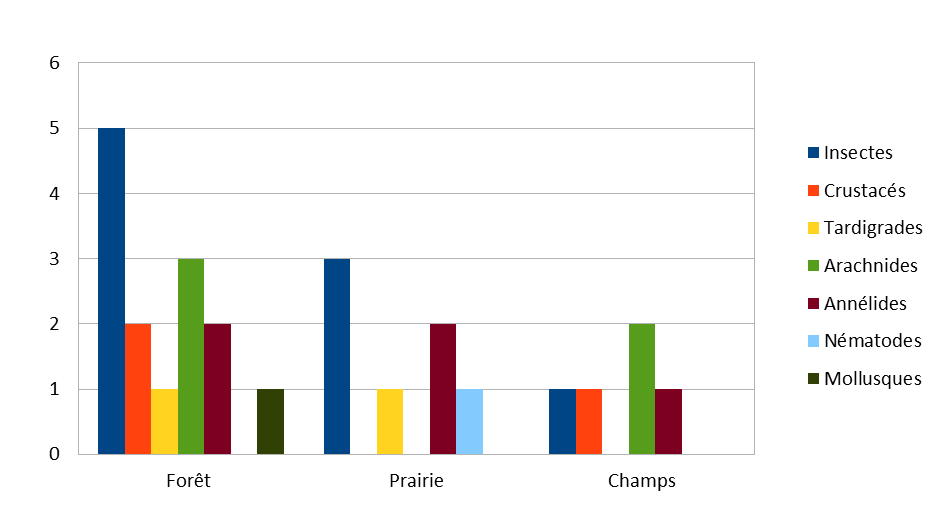 6
5
4
3
2
1
0
Forêt
Prairie
Champs
Insectes
Crustacés
Tardigrades
Arachnides
Annélides
Nématodes
Mollusques